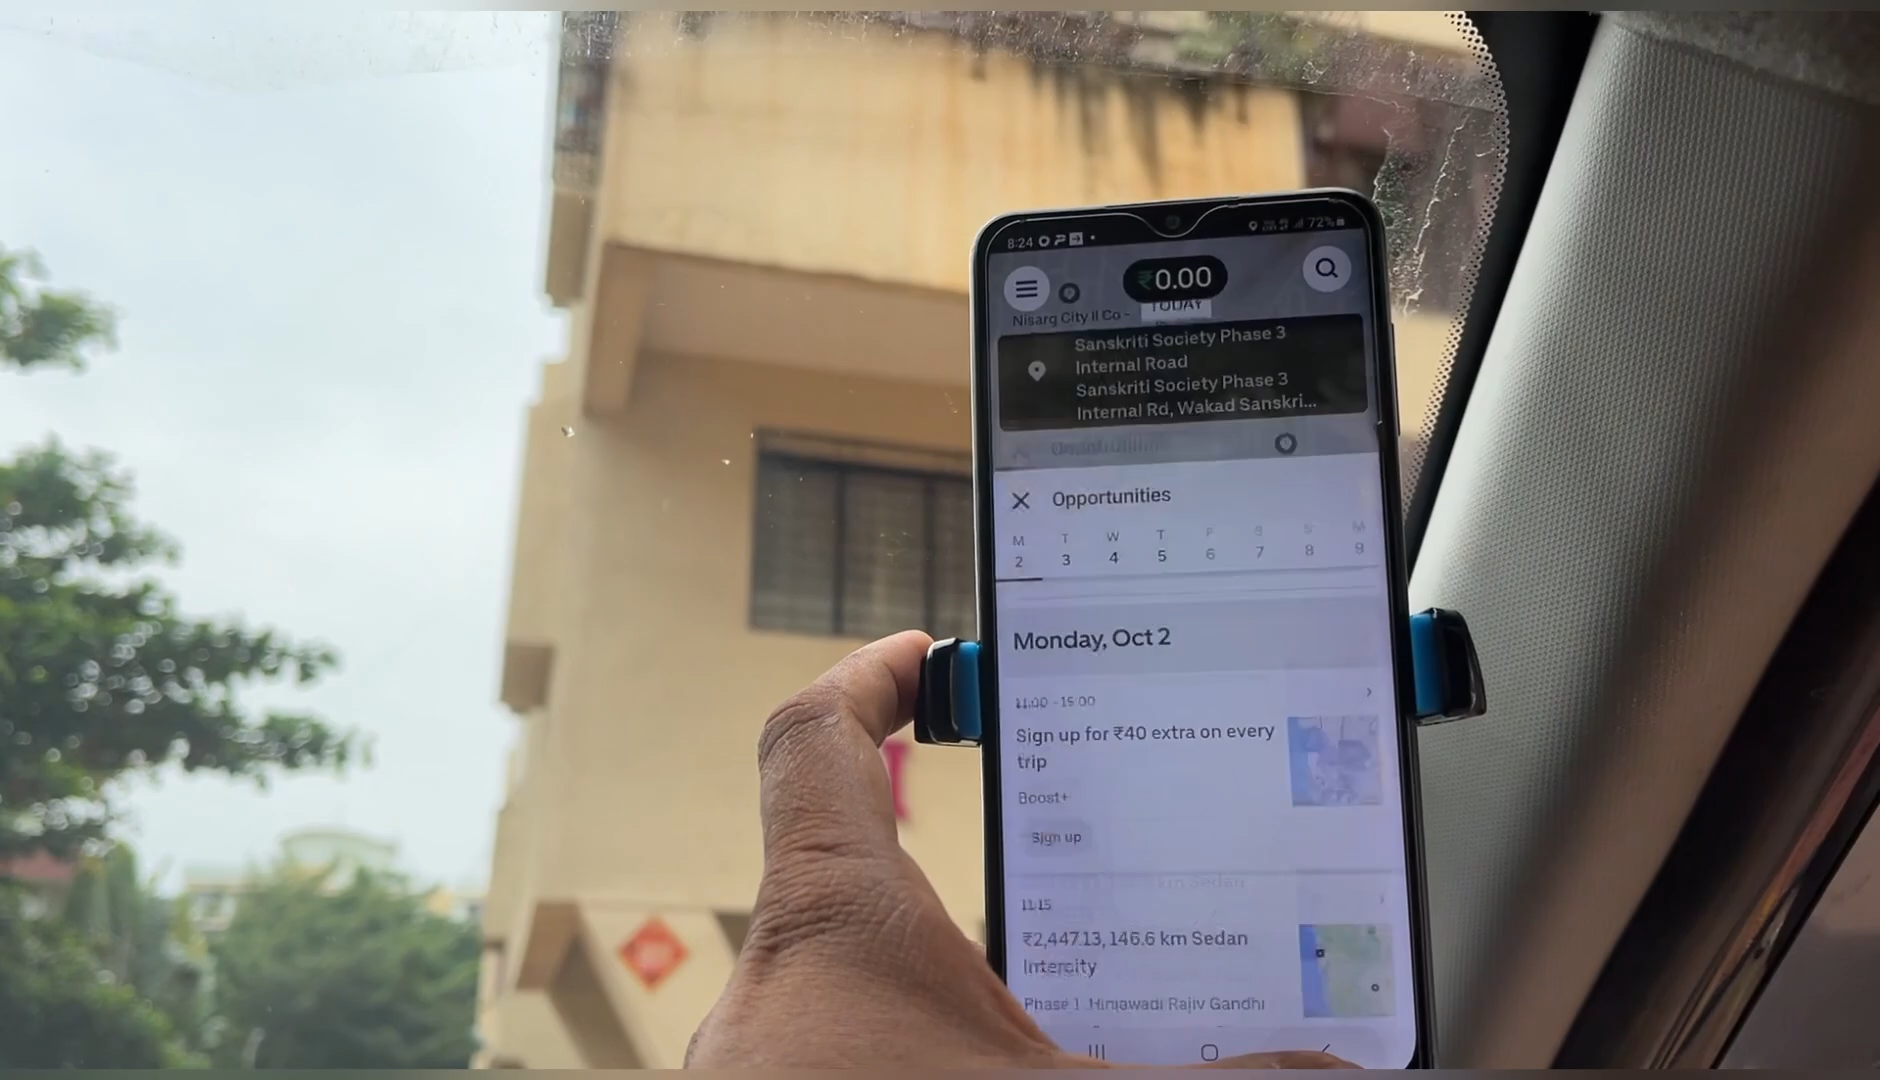 8:24
72%
₹0.00
TODAY
Nisarg City II Co -
Sanskriti Society Phase 3
Internal Road
Sanskriti Society Phase 3
Internal Rd, Wakad Sanskri...
Opportunities
M T W T F S S M
2 3 4 5 6 7 8 9
Monday, Oct 2
11:00 - 15:00
Sign up for ₹40 extra on every
trip
Boost+
Sign up
km Sedan
11:15
₹2,447.13, 146.6 km Sedan
Intercity
Phase 1 Hinjawadi Rajiv Gandhi